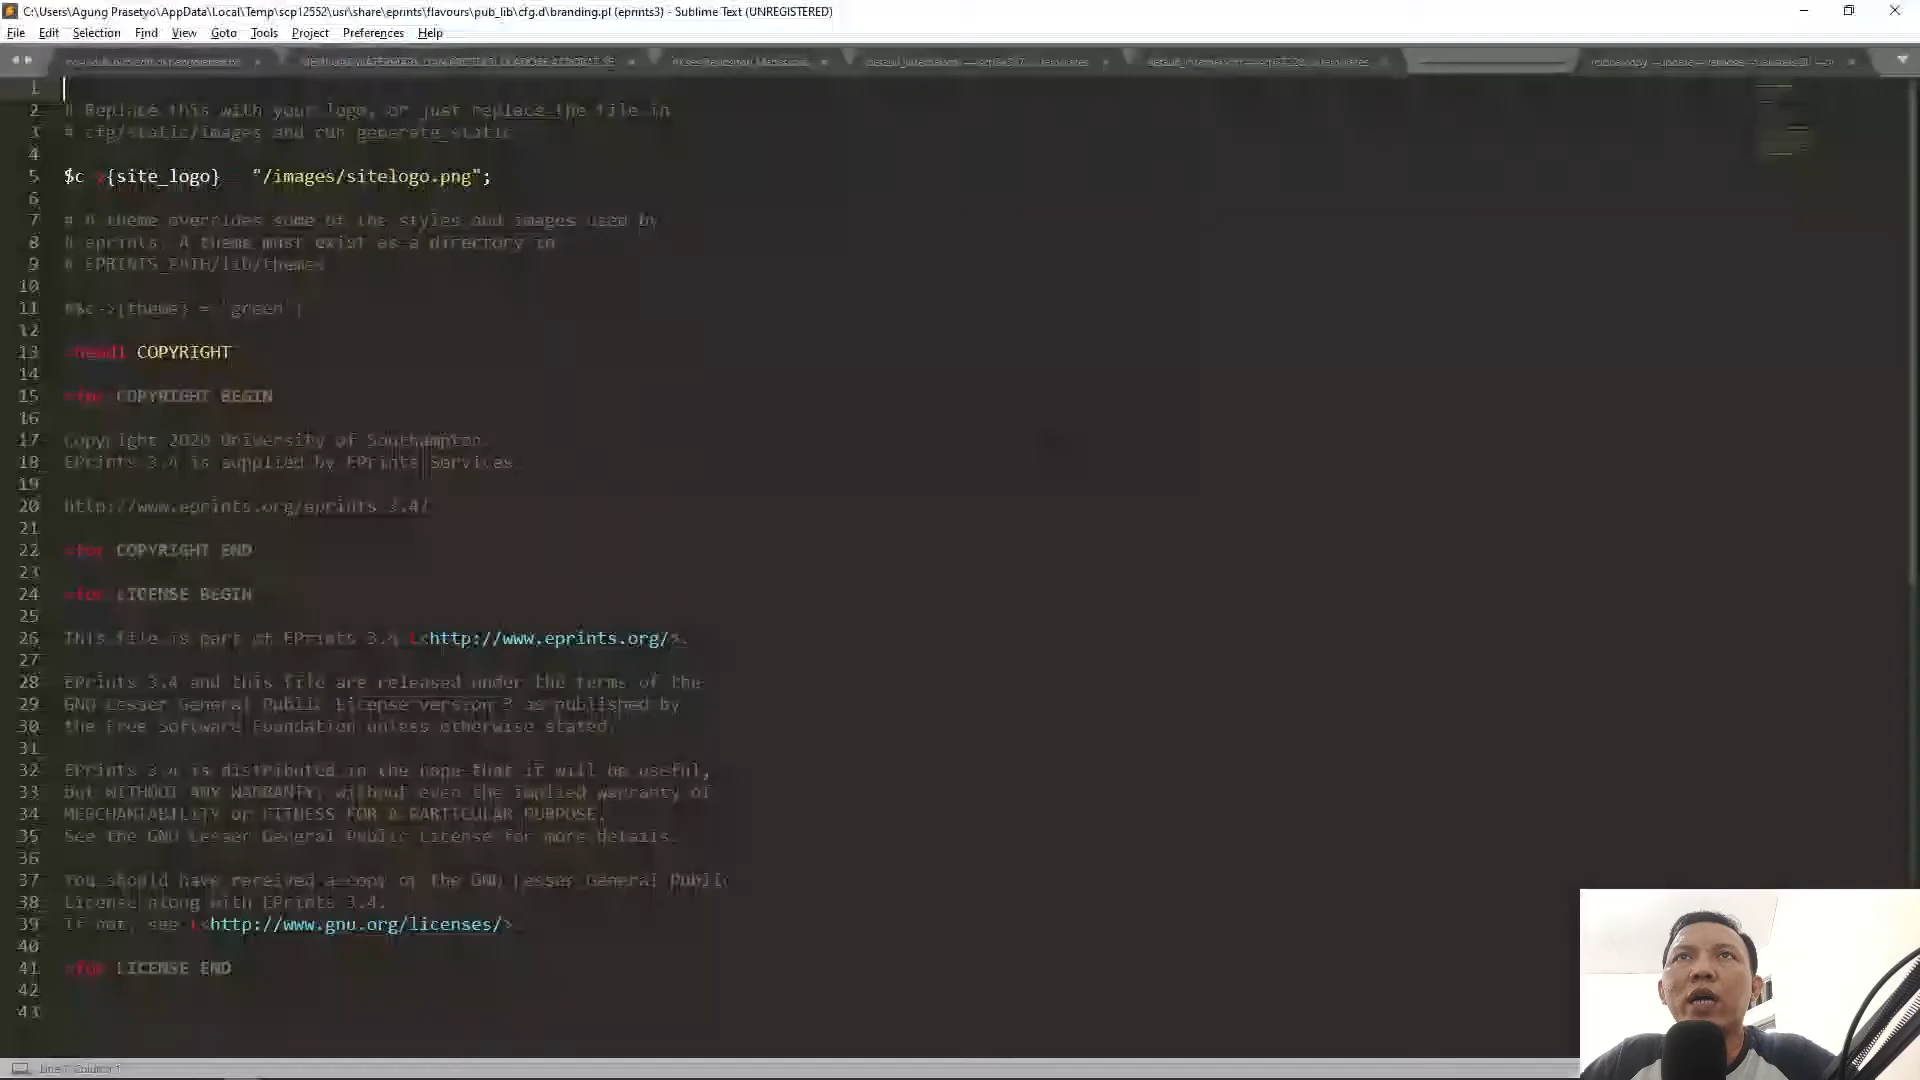 C:\Users\Agung Prasetyo\AppData\Local\Temp\scp12552\usr\share\eprints\flavours\pub_lib\cfg.d\branding.pl (eprints3) - Sublime Text (UNREGISTERED)
File Edit Selection Find View Goto Tools Project Preferences Help
1
2 # Replace this with your logo, or just replace the file in
3 # cfg/static/images and run generate_static
4
5 $c->{site_logo} "/images/sitelogo.png";
6
7 # A theme overrides some of the styles and images used by
8 # eprints. A theme must exist as a directory in
9 # EPRINTS_PATH/lib/themes
10
11 #$c->{theme} = "green";
12
13 =head1 COPYRIGHT
14
15 =for COPYRIGHT BEGIN
16
17 Copyright 2020 University of Southampton.
18 EPrints 3.4 is supplied by EPrints Services.
19
20 http://www.eprints.org/eprints-3.4/
21
22 =for COPYRIGHT END
23
24 =for LICENSE BEGIN
25
26 This file is part of EPrints 3.4 L<http://www.eprints.org/>.
27
28 EPrints 3.4 and this file are released under the terms of the
29 GNU Lesser General Public License version 3 as published by
30 the Free Software Foundation unless otherwise stated.
31
32 EPrints 3.4 is distributed in the hope that it will be useful,
33 but WITHOUT ANY WARRANTY; without even the implied warranty of
34 MERCHANTABILITY or FITNESS FOR A PARTICULAR PURPOSE.
35 See the GNU Lesser General Public License for more details.
36
37 You should have received a copy of the GNU Lesser General Public
38 License along with EPrints 3.4.
39 If not, see L<http://www.gnu.org/licenses/>
40
41 =for LICENSE END
42
43
Line 1, Column 1